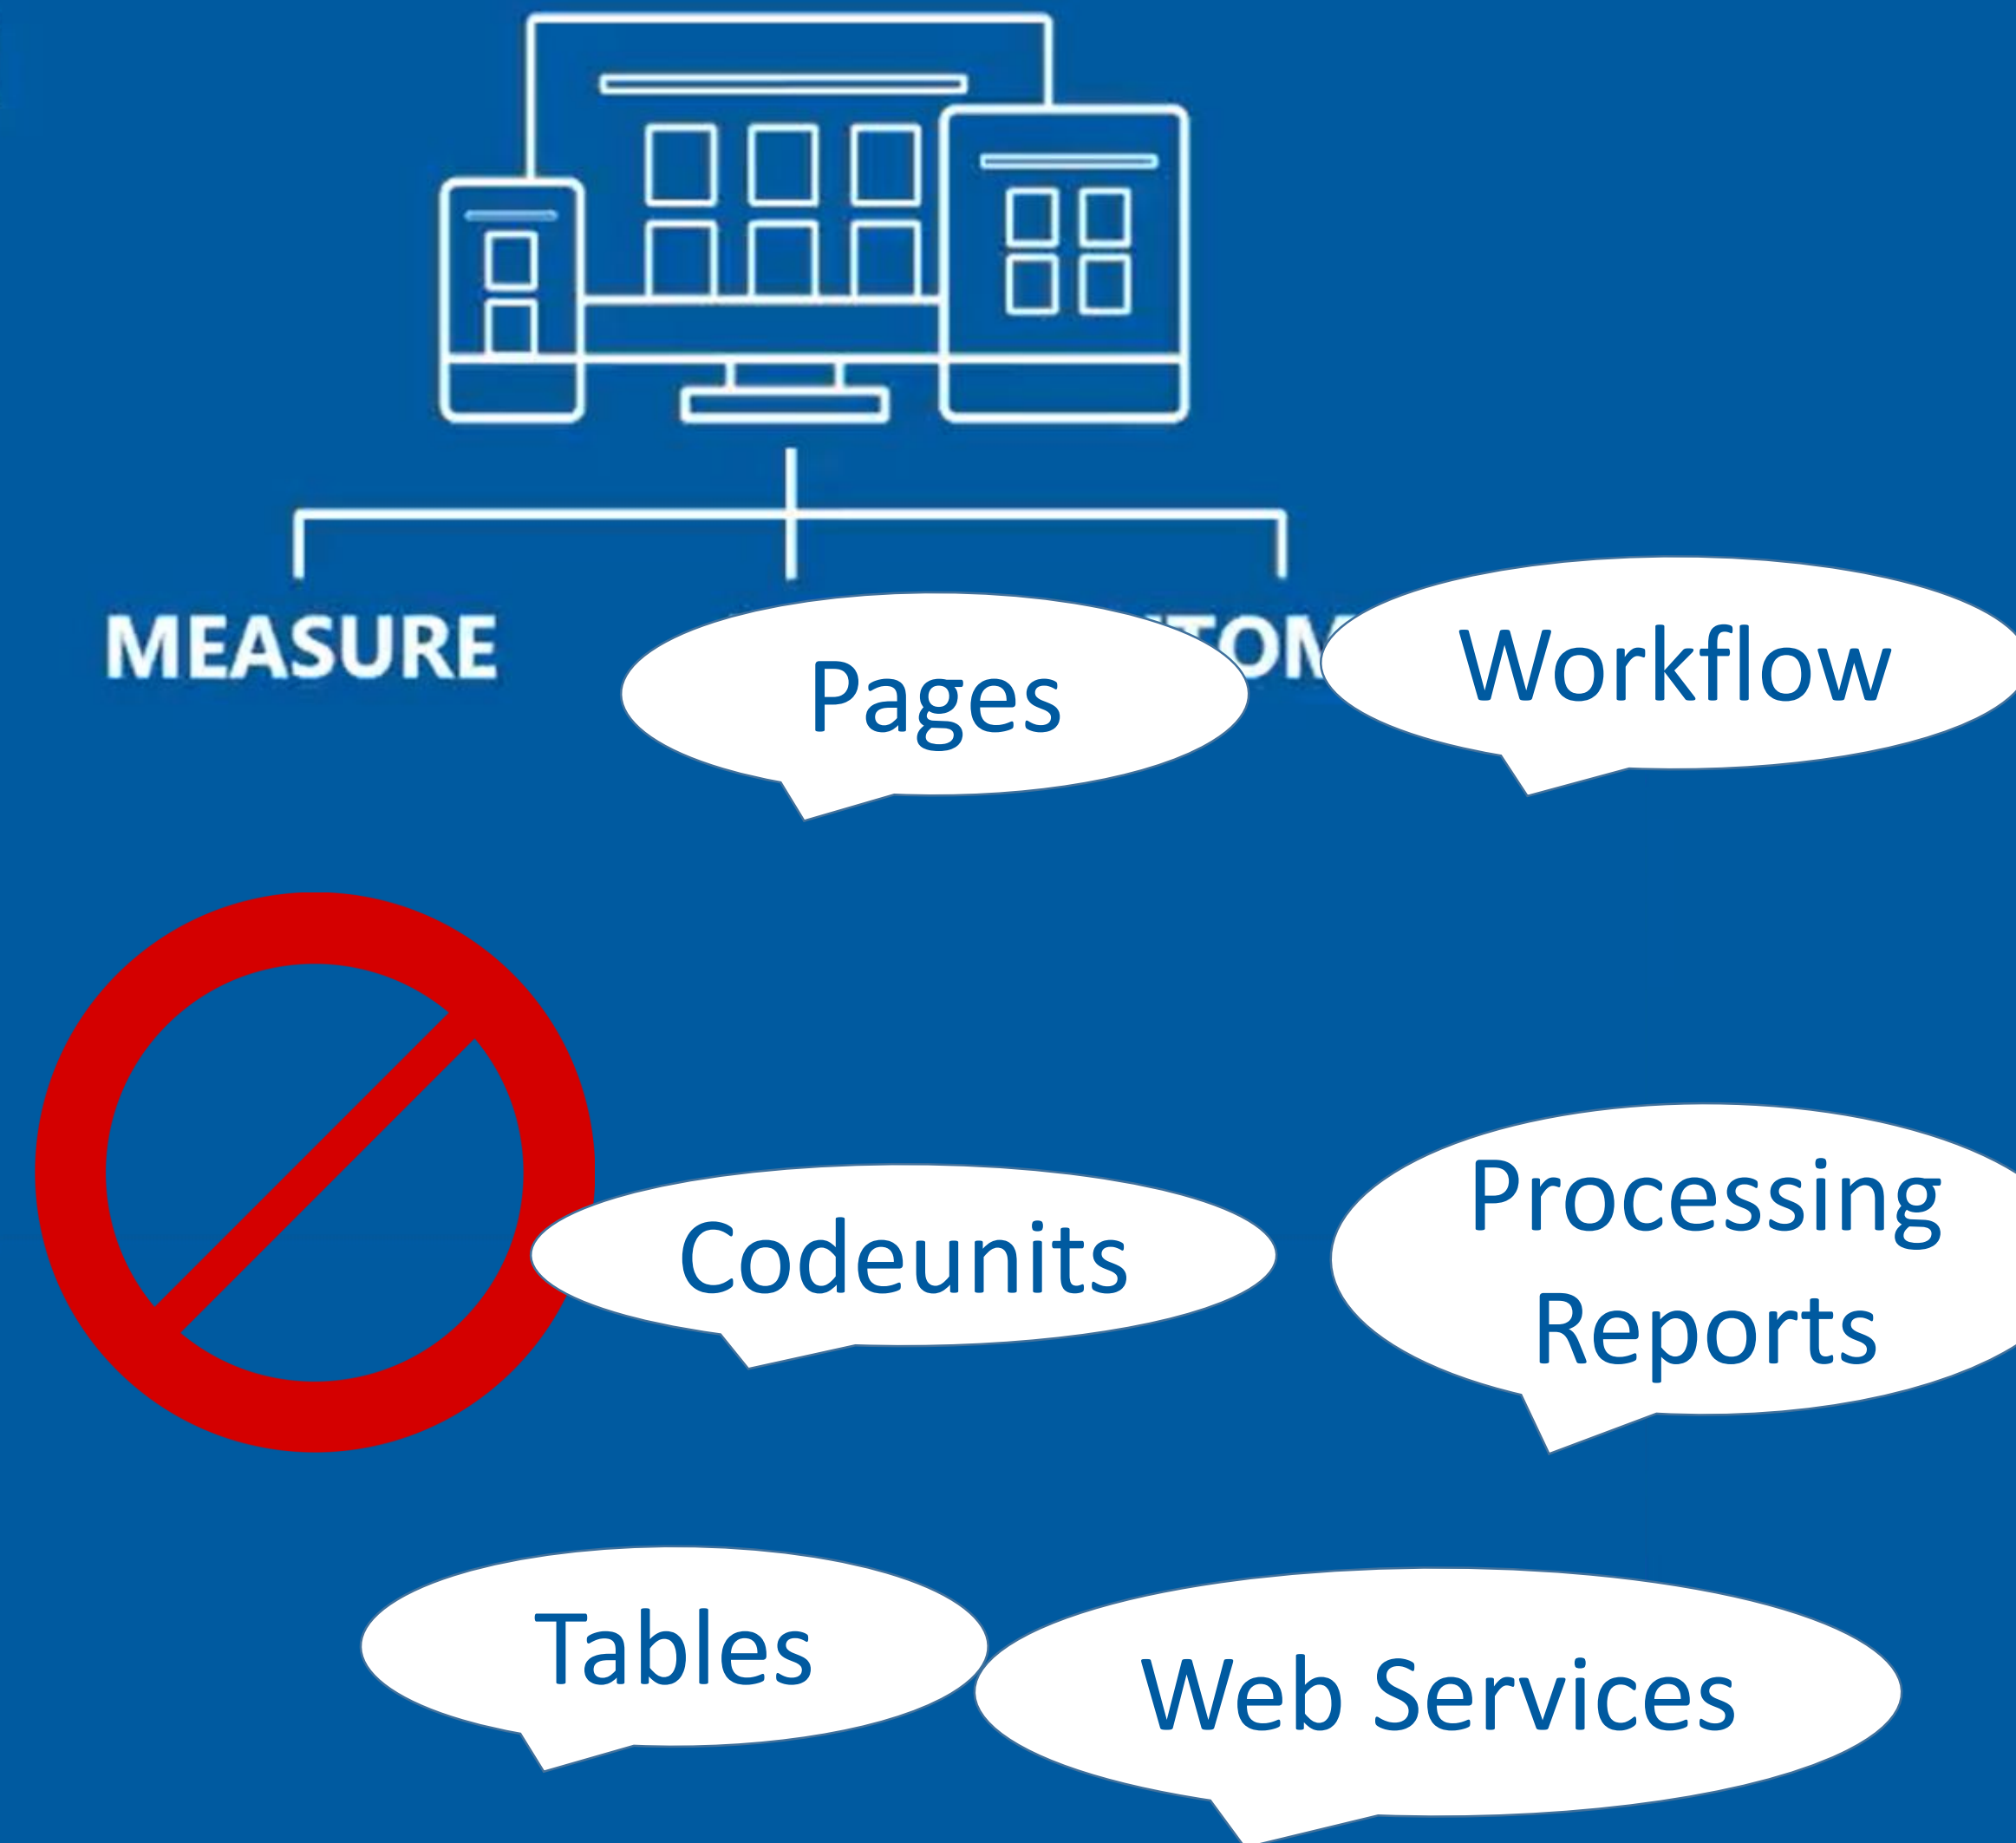 MEASURE
Pages
Workflow
Codeunits
Processing
Reports
Tables
Web Services